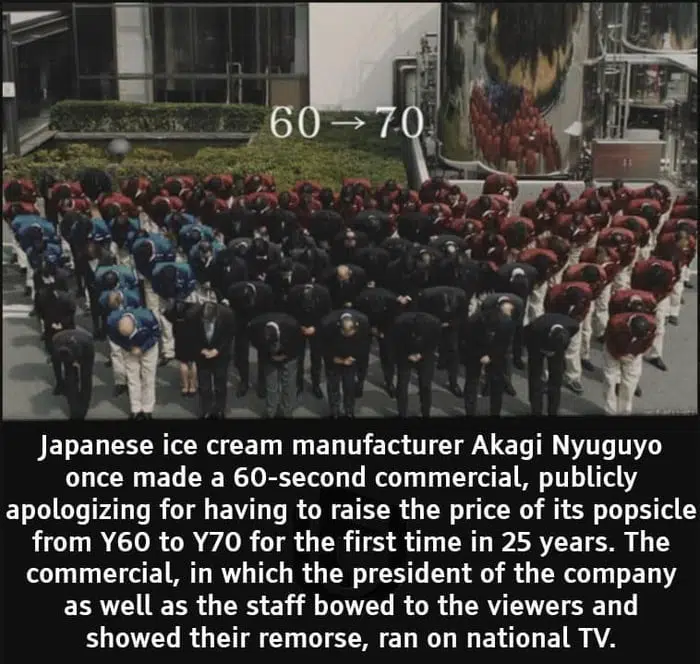 60→70
Japanese ice cream manufacturer Akagi Nyuguyo
once made a 60-second commercial, publicly
apologizing for having to raise the price of its popsicle
from Y60 to Y70 for the first time in 25 years. The
commercial, in which the president of the company
as well as the staff bowed to the viewers and
showed their remorse, ran on national TV.